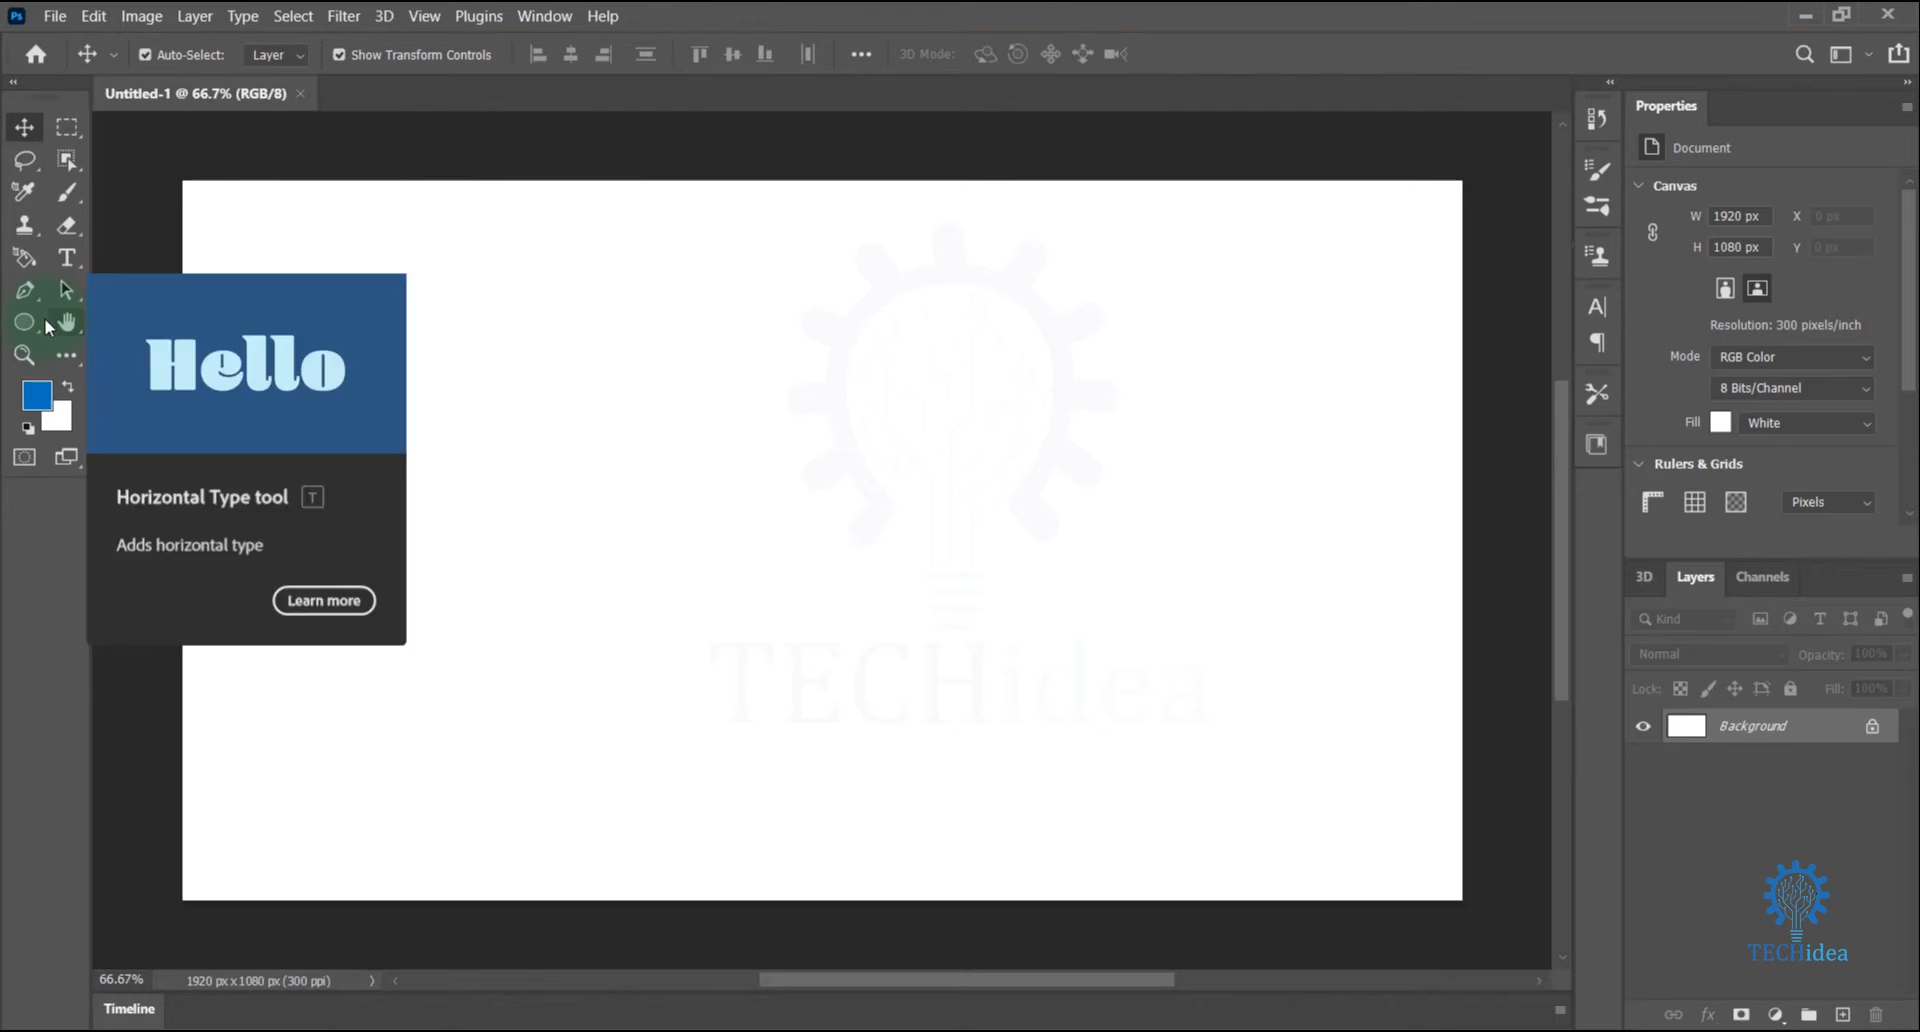 Ps File Edit Image Layer Type Select Filter 3D View Plugins Window Help
Auto-Select: Layer Show Transform Controls 3D Mode:
Untitled-1 @ 66.7% (RGB/8)
Hello
Horizontal Type tool T
Adds horizontal type
Learn more
TECHidea
66.67% 1920 px x 1080 px (300 ppi)
Timeline
Properties
Document
Canvas
W 1920 px X 0 px
H 1080 px Y 0 px
Resolution: 300 pixels/inch
Mode RGB Color
8 Bits/Channel
Fill White
Rulers & Grids
Pixels
3D Layers Channels
Kind
Normal Opacity: 100%
Lock: Fill: 100%
Background
TECHidea
fx